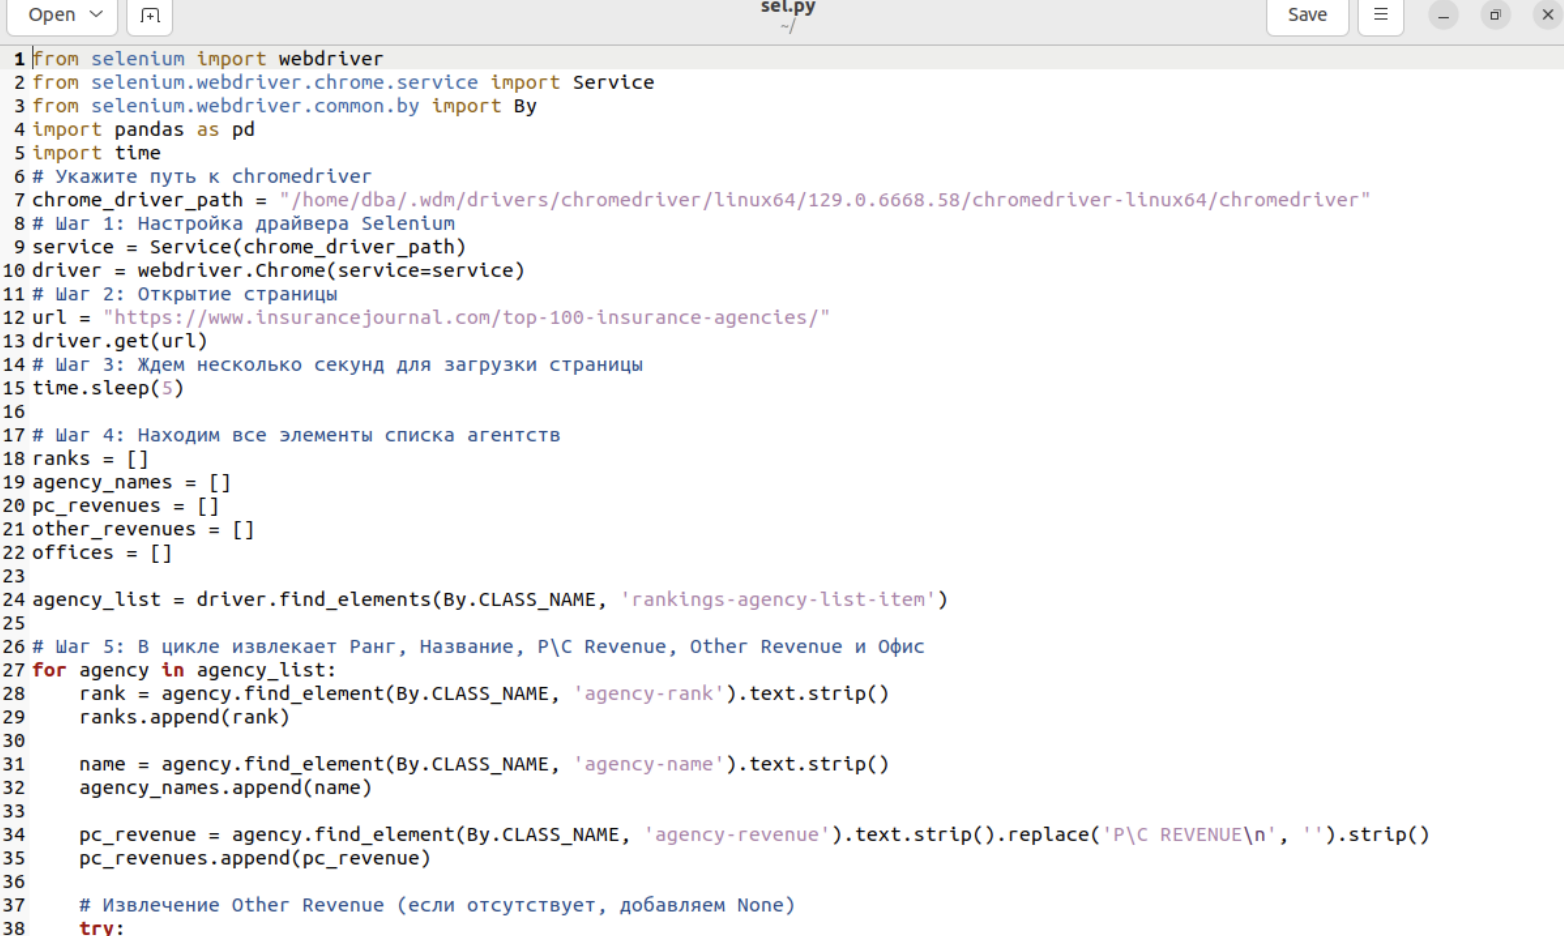 Open
sel.py
~/
Save
1 from selenium import webdriver
2 from selenium.webdriver.chrome.service import Service
3 from selenium.webdriver.common.by import By
4 import pandas as pd
5 import time
6 # Укажите путь к chromedriver
7 chrome_driver_path = "/home/dba/.wdm/drivers/chromedriver/linux64/129.0.6668.58/chromedriver-linux64/chromedriver"
8 # Шаг 1: Настройка драйвера Selenium
9 service = Service(chrome_driver_path)
10 driver = webdriver.Chrome(service=service)
11 # Шаг 2: Открытие страницы
12 url = "https://www.insurancejournal.com/top-100-insurance-agencies/"
13 driver.get(url)
14 # Шаг 3: Ждем несколько секунд для загрузки страницы
15 time.sleep(5)
16
17 # Шаг 4: Находим все элементы списка агентств
18 ranks = []
19 agency_names = []
20 pc_revenues = []
21 other_revenues = []
22 offices = []
23
24 agency_list = driver.find_elements(By.CLASS_NAME, 'rankings-agency-list-item')
25
26 # Шаг 5: В цикле извлекает Ранг, Название, P\C Revenue, Other Revenue и Офис
27 for agency in agency_list:
28     rank = agency.find_element(By.CLASS_NAME, 'agency-rank').text.strip()
29     ranks.append(rank)
30
31     name = agency.find_element(By.CLASS_NAME, 'agency-name').text.strip()
32     agency_names.append(name)
33
34     pc_revenue = agency.find_element(By.CLASS_NAME, 'agency-revenue').text.strip().replace('P\C REVENUE\n', '').strip()
35     pc_revenues.append(pc_revenue)
36
37     # Извлечение Other Revenue (если отсутствует, добавляем None)
38     try: